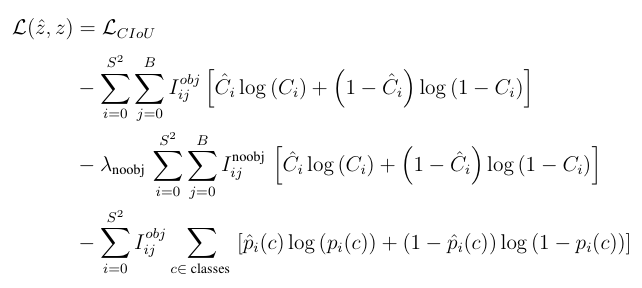 \mathcal{L}(\hat{z}, z) = \mathcal{L}_{CIoU}
- \sum_{i=0}^{S^2} \sum_{j=0}^{B} I_{ij}^{obj} \left[ \hat{C}_i \log(C_i) + \left(1 - \hat{C}_i\right) \log(1 - C_i) \right]
- \lambda_{\text{noobj}} \sum_{i=0}^{S^2} \sum_{j=0}^{B} I_{ij}^{\text{noobj}} \left[ \hat{C}_i \log(C_i) + \left(1 - \hat{C}_i\right) \log(1 - C_i) \right]
- \sum_{i=0}^{S^2} I_{ij}^{obj} \sum_{c \in \text{classes}} [\hat{p}_i(c) \log(p_i(c)) + (1 - \hat{p}_i(c)) \log(1 - p_i(c))]